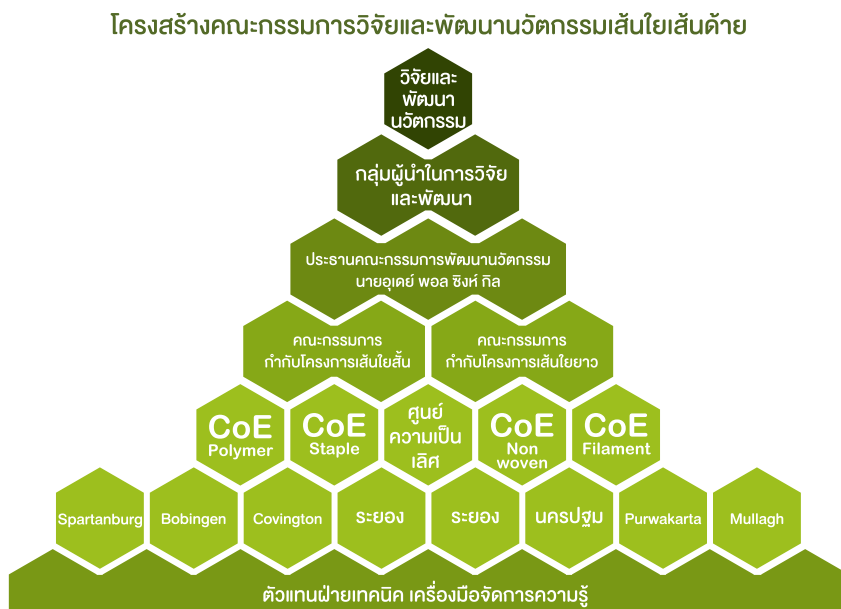 โครงสร้างคณะกรรมการวิจัยและพัฒนานวัตกรรมเส้นใยเส้นด้าย
วิจัยและ
พัฒนา
นวัตกรรม
กลุ่มผู้นำในการวิจัย
และพัฒนา
ประธานคณะกรรมการพัฒนานวัตกรรม
นายอุเดย์ พอล ซิงห์ กิล
คณะกรรมการ
กำกับโครงการเส้นใยสั้น
คณะกรรมการ
กำกับโครงการเส้นใยยาว
CoE
Polymer
CoE
Staple
ศูนย์
ความเป็น
เลิศ
CoE
Non
woven
CoE
Filament
Spartanburg
Bobingen
Covington
ระยอง
ระยอง
นครปฐม
Purwakarta
Mullagh
ตัวแทนฝ่ายเทคนิค เครื่องมือจัดการความรู้